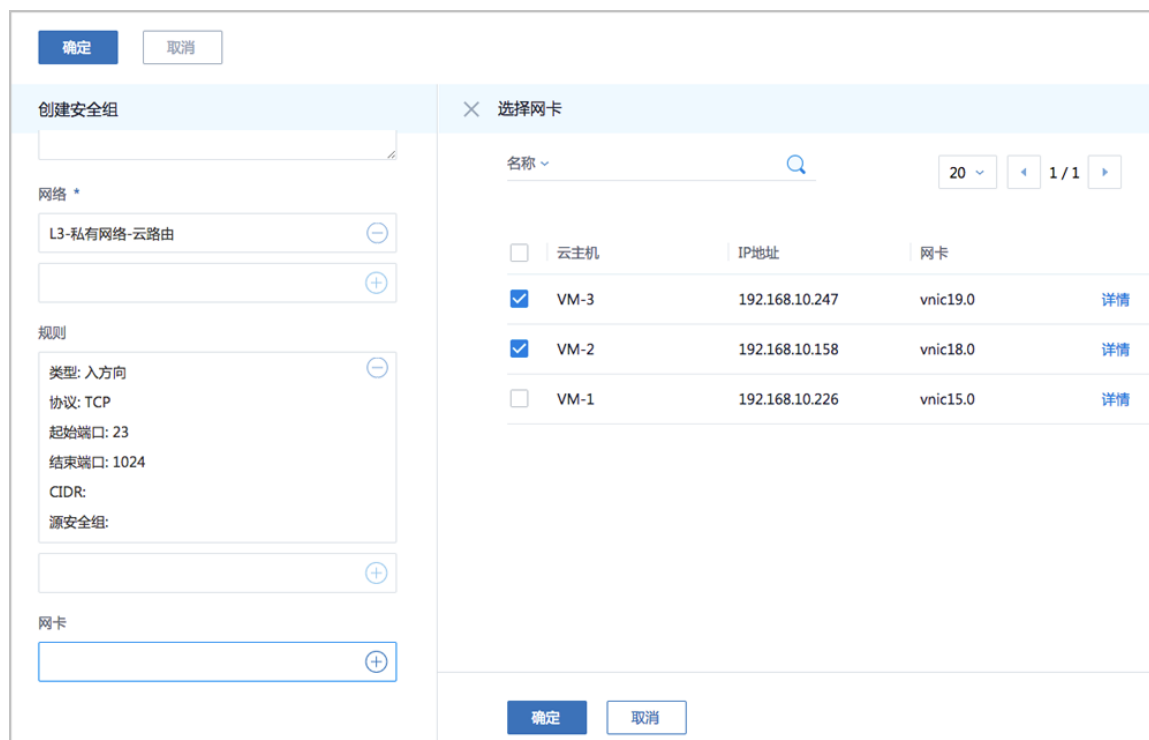 确定 取消
创建安全组
网络 *
L3-私有网络-云路由
规则
类型: 入方向
协议: TCP
起始端口: 23
结束端口: 1024
CIDR:
源安全组:
网卡
选择网卡
名称
20 1 / 1
云主机 IP地址 网卡
VM-3 192.168.10.247 vnic19.0 详情
VM-2 192.168.10.158 vnic18.0 详情
VM-1 192.168.10.226 vnic15.0 详情
确定 取消